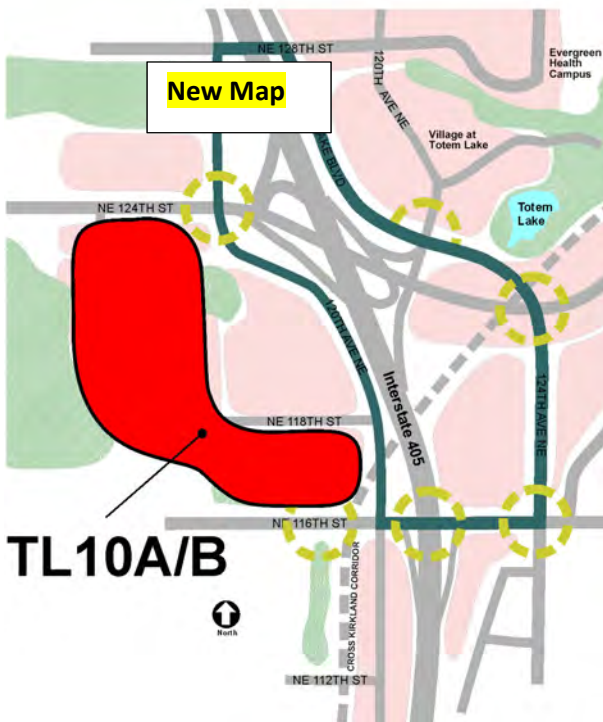 NE 128TH ST
120TH AVE NE
Evergreen
Health
Campus
New Map
LAKE BLVD
Village at
Totem Lake
NE 124TH ST
Totem
Lake
120TH AVE NE
Interstate 405
124TH AVE NE
NE 118TH ST
NE 116TH ST
TL10A/B
North
CROSS KIRKLAND CORRIDOR
NE 112TH ST